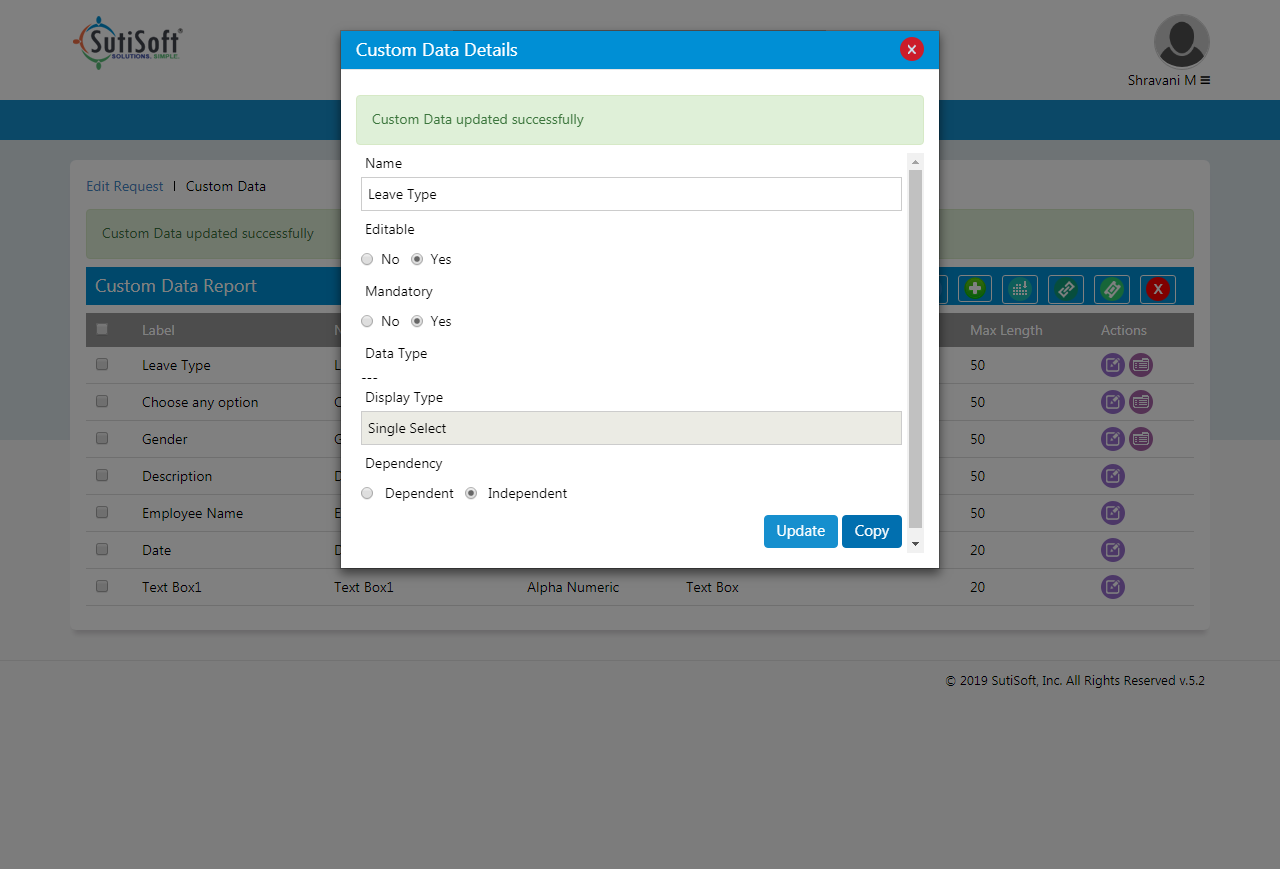 SutiSoft
SOLUTIONS. SIMPLE.
Shravani M
Custom Data Details
X
Custom Data updated successfully
Name
Leave Type
Editable
No Yes
Mandatory
No Yes
Data Type
---
Display Type
Single Select
Dependency
Dependent Independent
Update Copy
Edit Request | Custom Data
Custom Data updated successfully
Custom Data Report X
Label Max Length Actions
Leave Type 50
Choose any option 50
Gender 50
Description 50
Employee Name 50
Date 20
Text Box1 Text Box1 Alpha Numeric Text Box 20
© 2019 SutiSoft, Inc. All Rights Reserved v.5.2